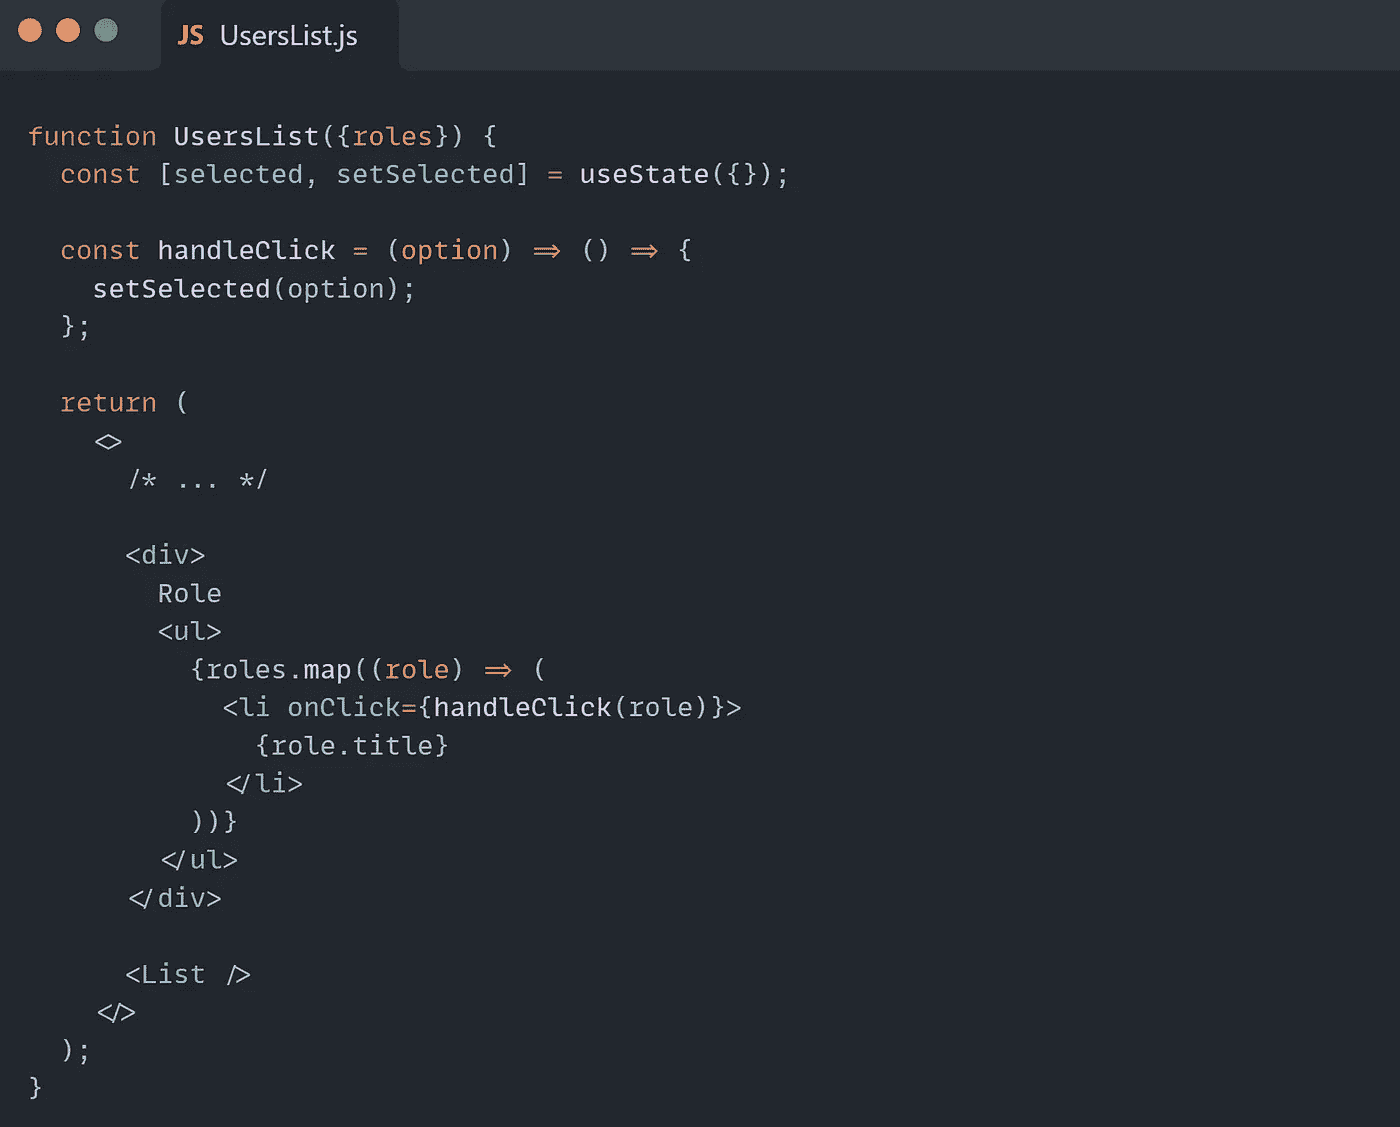 JS UsersList.js
function UsersList({roles}) {
  const [selected, setSelected] = useState({});
  const handleClick = (option) => () => {
    setSelected(option);
  };
  return (
    <>
      /* ... */
      <div>
        Role
        <ul>
          {roles.map((role) => (
            <li onClick={handleClick(role)}>
              {role.title}
            </li>
          ))}
        </ul>
      </div>
      <List />
    </>
  );
}